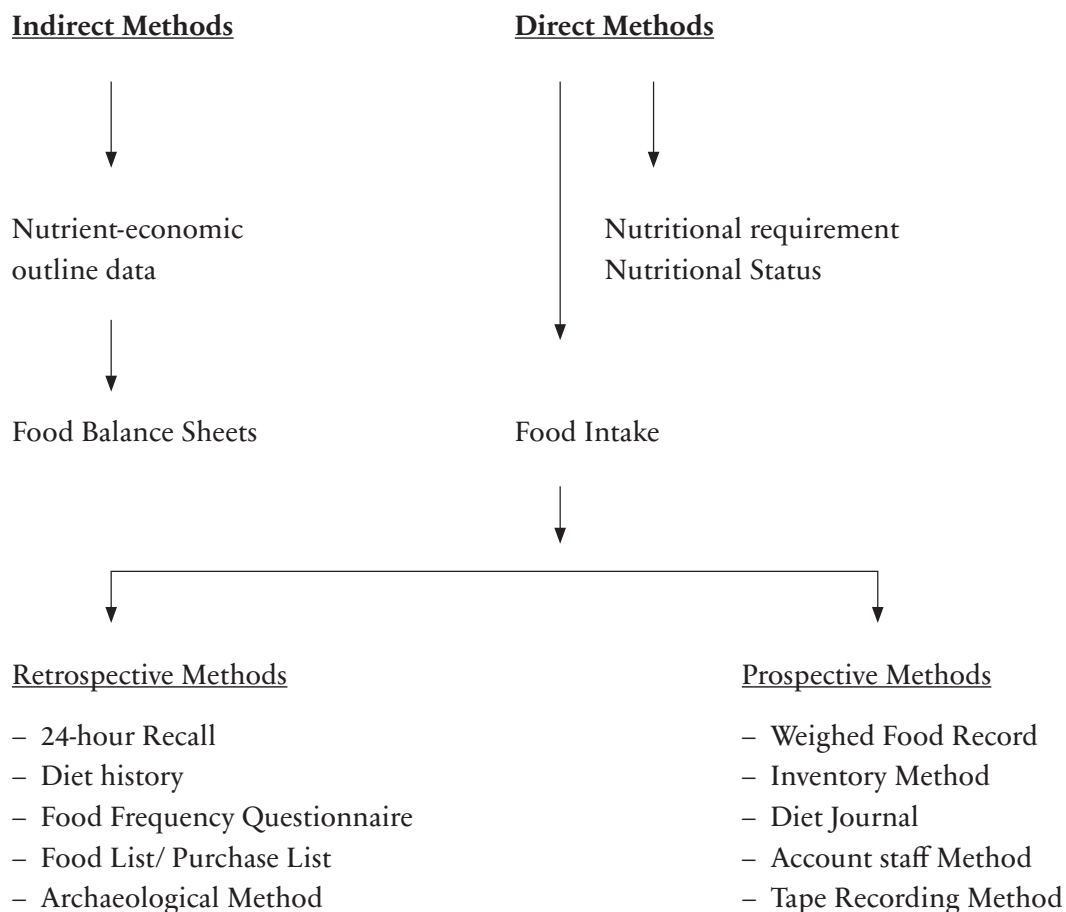 Indirect Methods
Direct Methods
Nutrient-economic
outline data
Nutritional requirement
Nutritional Status
Food Balance Sheets
Food Intake
Retrospective Methods
– 24-hour Recall
– Diet history
– Food Frequency Questionnaire
– Food List/ Purchase List
– Archaeological Method
Prospective Methods
– Weighed Food Record
– Inventory Method
– Diet Journal
– Account staff Method
– Tape Recording Method